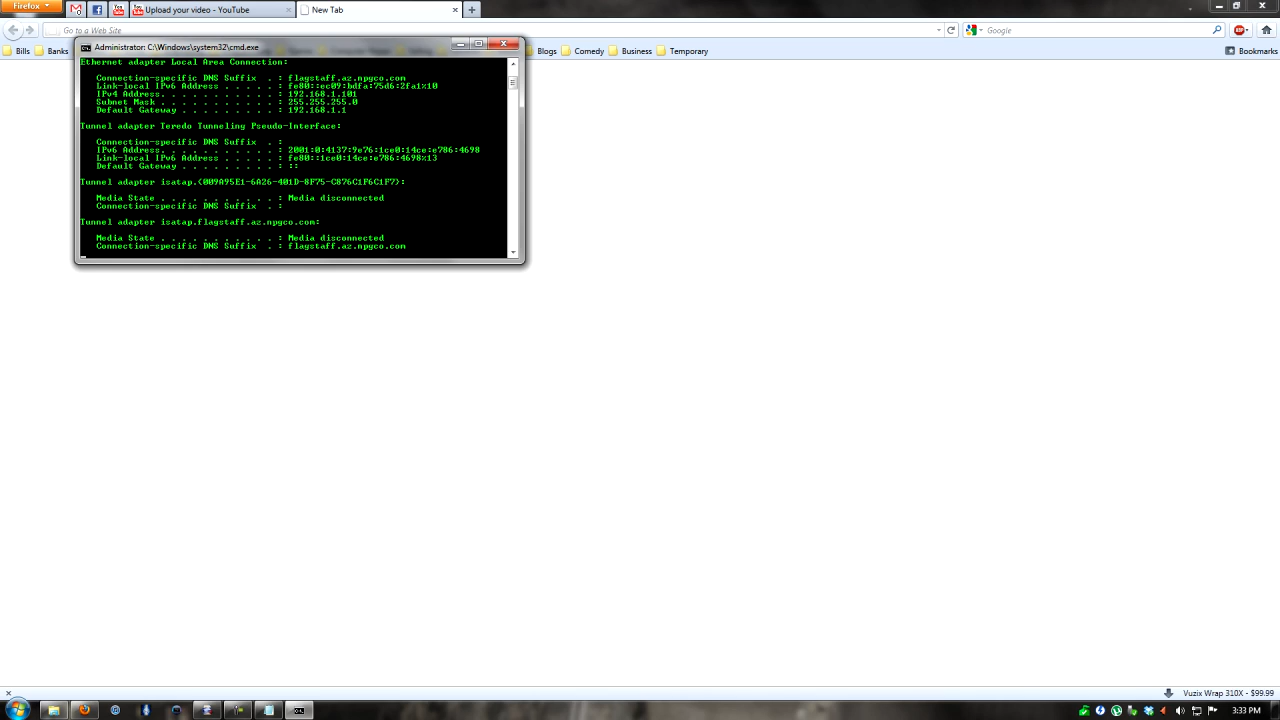 Firefox
Upload your video - YouTube
New Tab
Go to a Web Site
Google
Bills
Banks
Blogs
Comedy
Business
Temporary
Bookmarks
Administrator: C:\Windows\system32\cmd.exe
Ethernet adapter Local Area Connection:
Connection-specific DNS Suffix . : flagstaff.az.npgco.com
Link-local IPv6 Address . . . . . : fe80::ec09:bdfa:75d6:2fa1%10
IPv4 Address. . . . . . . . . . . : 192.168.1.101
Subnet Mask . . . . . . . . . . . : 255.255.255.0
Default Gateway . . . . . . . . . : 192.168.1.1
Tunnel adapter Teredo Tunneling Pseudo-Interface:
Connection-specific DNS Suffix . :
IPv6 Address. . . . . . . . . . . : 2001:0:4137:9e76:1ce0:14ce:e786:4698
Link-local IPv6 Address . . . . . : fe80::1ce0:14ce:e786:4698%13
Default Gateway . . . . . . . . . : ::
Tunnel adapter isatap.{009A95E1-6A26-401D-8F75-C876C1F6C1F7}:
Media State . . . . . . . . . . . : Media disconnected
Connection-specific DNS Suffix . :
Tunnel adapter isatap.flagstaff.az.npgco.com:
Media State . . . . . . . . . . . : Media disconnected
Connection-specific DNS Suffix . : flagstaff.az.npgco.com
Vuzix Wrap 310X - $99.99
3:33 PM